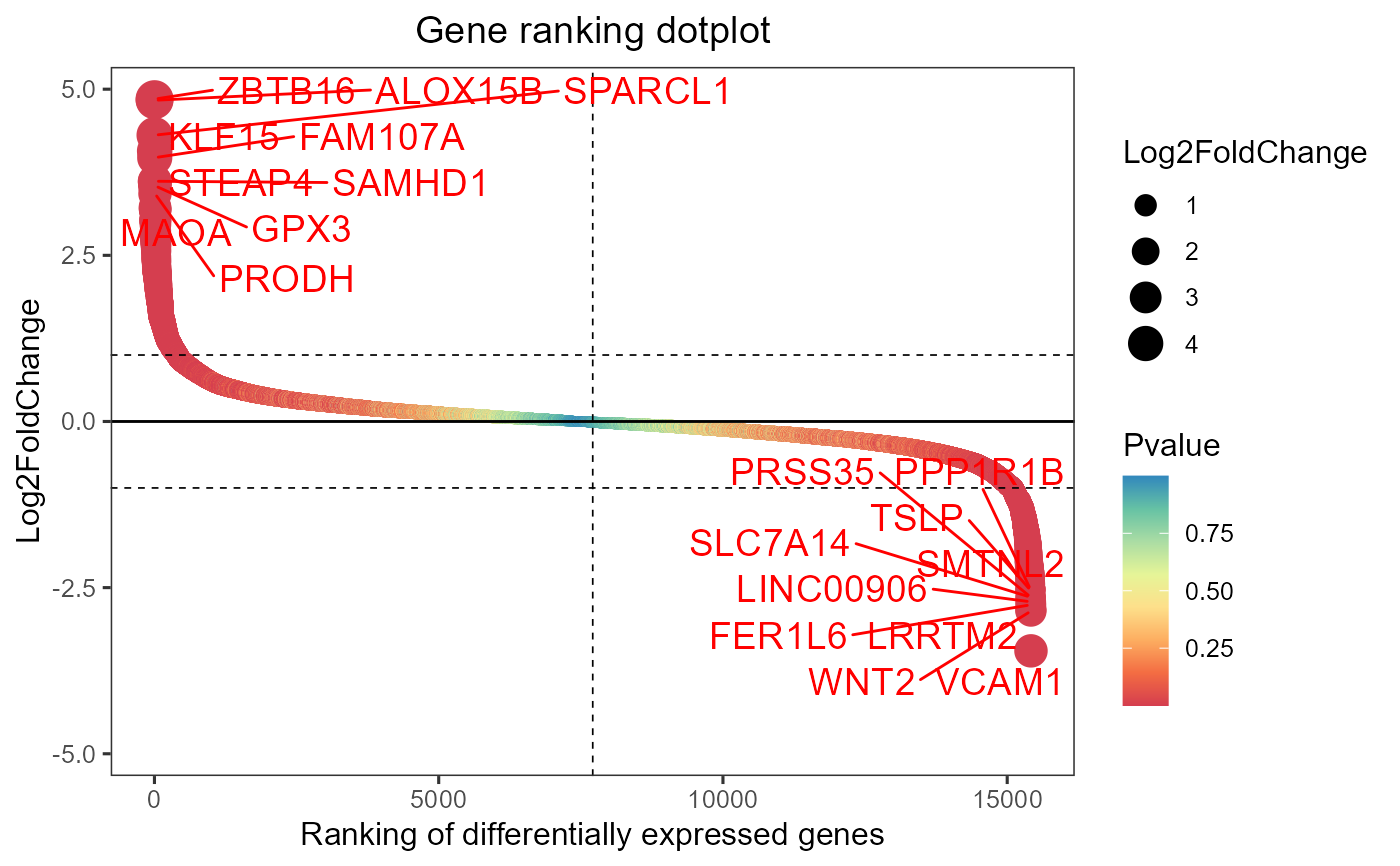 Gene ranking dotplot
5.0
2.5
0.0
-2.5
-5.0
Log2FoldChange
ZBTB16 ALOX15B SPARCL1
KLF15 FAM107A
STEAP4 SAMHD1
MAOA GPX3
PRODH
PRSS35 PPP1R1B
TSLP
SLC7A14
SMTNL2
LINC00906
FER1L6 LRRTM2
WNT2 VCAM1
0 5000 10000 15000
Ranking of differentially expressed genes
Log2FoldChange
1
2
3
4
Pvalue
0.75
0.50
0.25